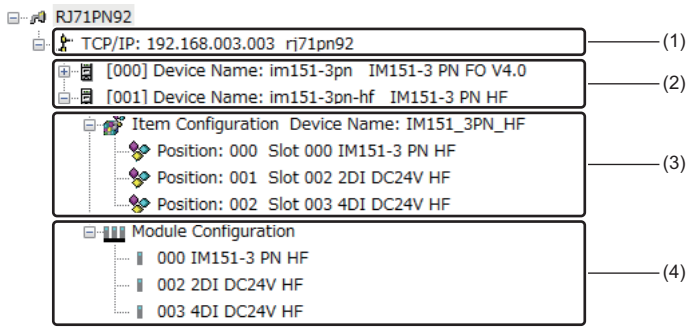 RJ71PN92
TCP/IP: 192.168.003.003 rj71pn92
(1)
[000] Device Name: im151-3pn IM151-3 PN FO V4.0
[001] Device Name: im151-3pn-hf IM151-3 PN HF
(2)
Item Configuration Device Name: IM151_3PN_HF
Position: 000 Slot 000 IM151-3 PN HF
Position: 001 Slot 002 2DI DC24V HF
Position: 002 Slot 003 4DI DC24V HF
(3)
Module Configuration
000 IM151-3 PN HF
002 2DI DC24V HF
003 4DI DC24V HF
(4)